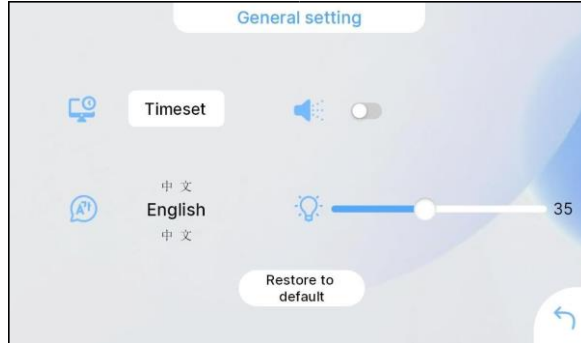 General setting
Timeset
中 文
English
中 文
35
Restore to
default